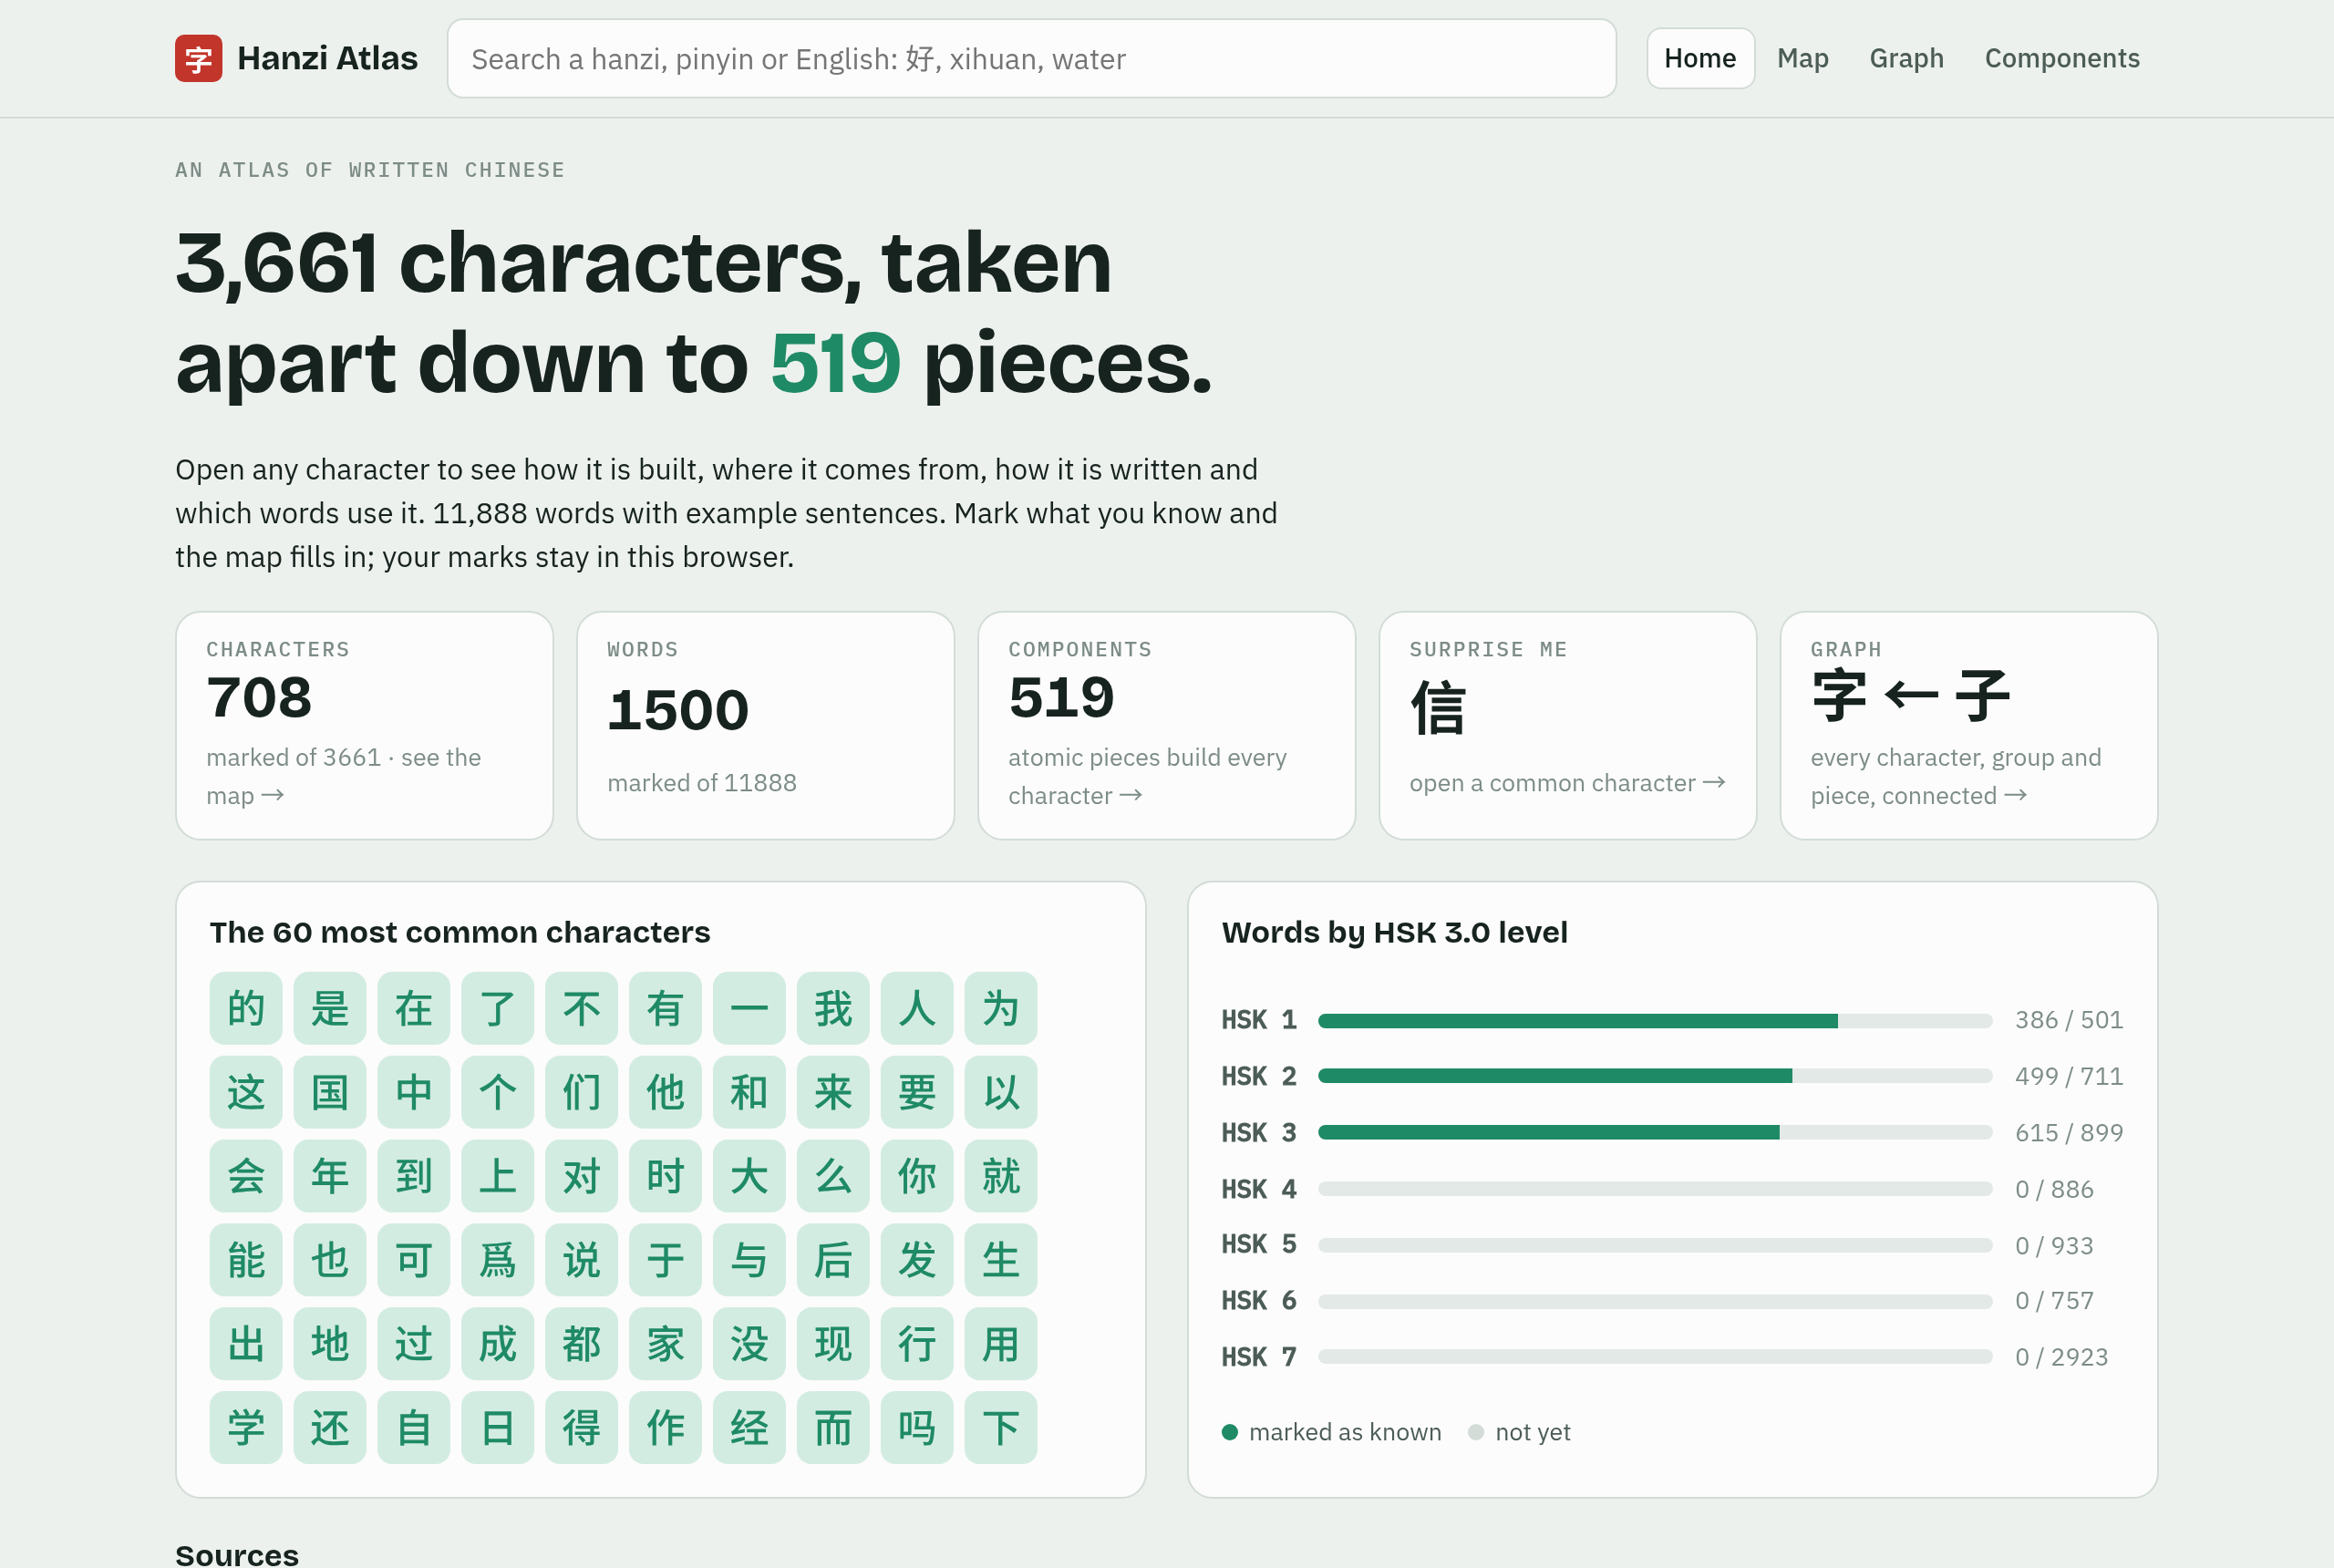 字 Hanzi Atlas
Search a hanzi, pinyin or English: 好, xihuan, water
Home Map Graph Components
AN ATLAS OF WRITTEN CHINESE
3,661 characters, taken
apart down to 519 pieces.
Open any character to see how it is built, where it comes from, how it is written and
which words use it. 11,888 words with example sentences. Mark what you know and
the map fills in; your marks stay in this browser.
CHARACTERS
708
marked of 3661 · see the
map →
WORDS
1500
marked of 11888
COMPONENTS
519
atomic pieces build every
character →
SURPRISE ME
信
open a common character →
GRAPH
字 ← 子
every character, group and
piece, connected →
The 60 most common characters
的 是 在 了 不 有 一 我 人 为
这 国 中 个 们 他 和 来 要 以
会 年 到 上 对 时 大 么 你 就
能 也 可 爲 说 于 与 后 发 生
出 地 过 成 都 家 没 现 行 用
学 还 自 日 得 作 经 而 吗 下
Words by HSK 3.0 level
HSK 1 386 / 501
HSK 2 499 / 711
HSK 3 615 / 899
HSK 4 0 / 886
HSK 5 0 / 933
HSK 6 0 / 757
HSK 7 0 / 2923
marked as known not yet
Sources